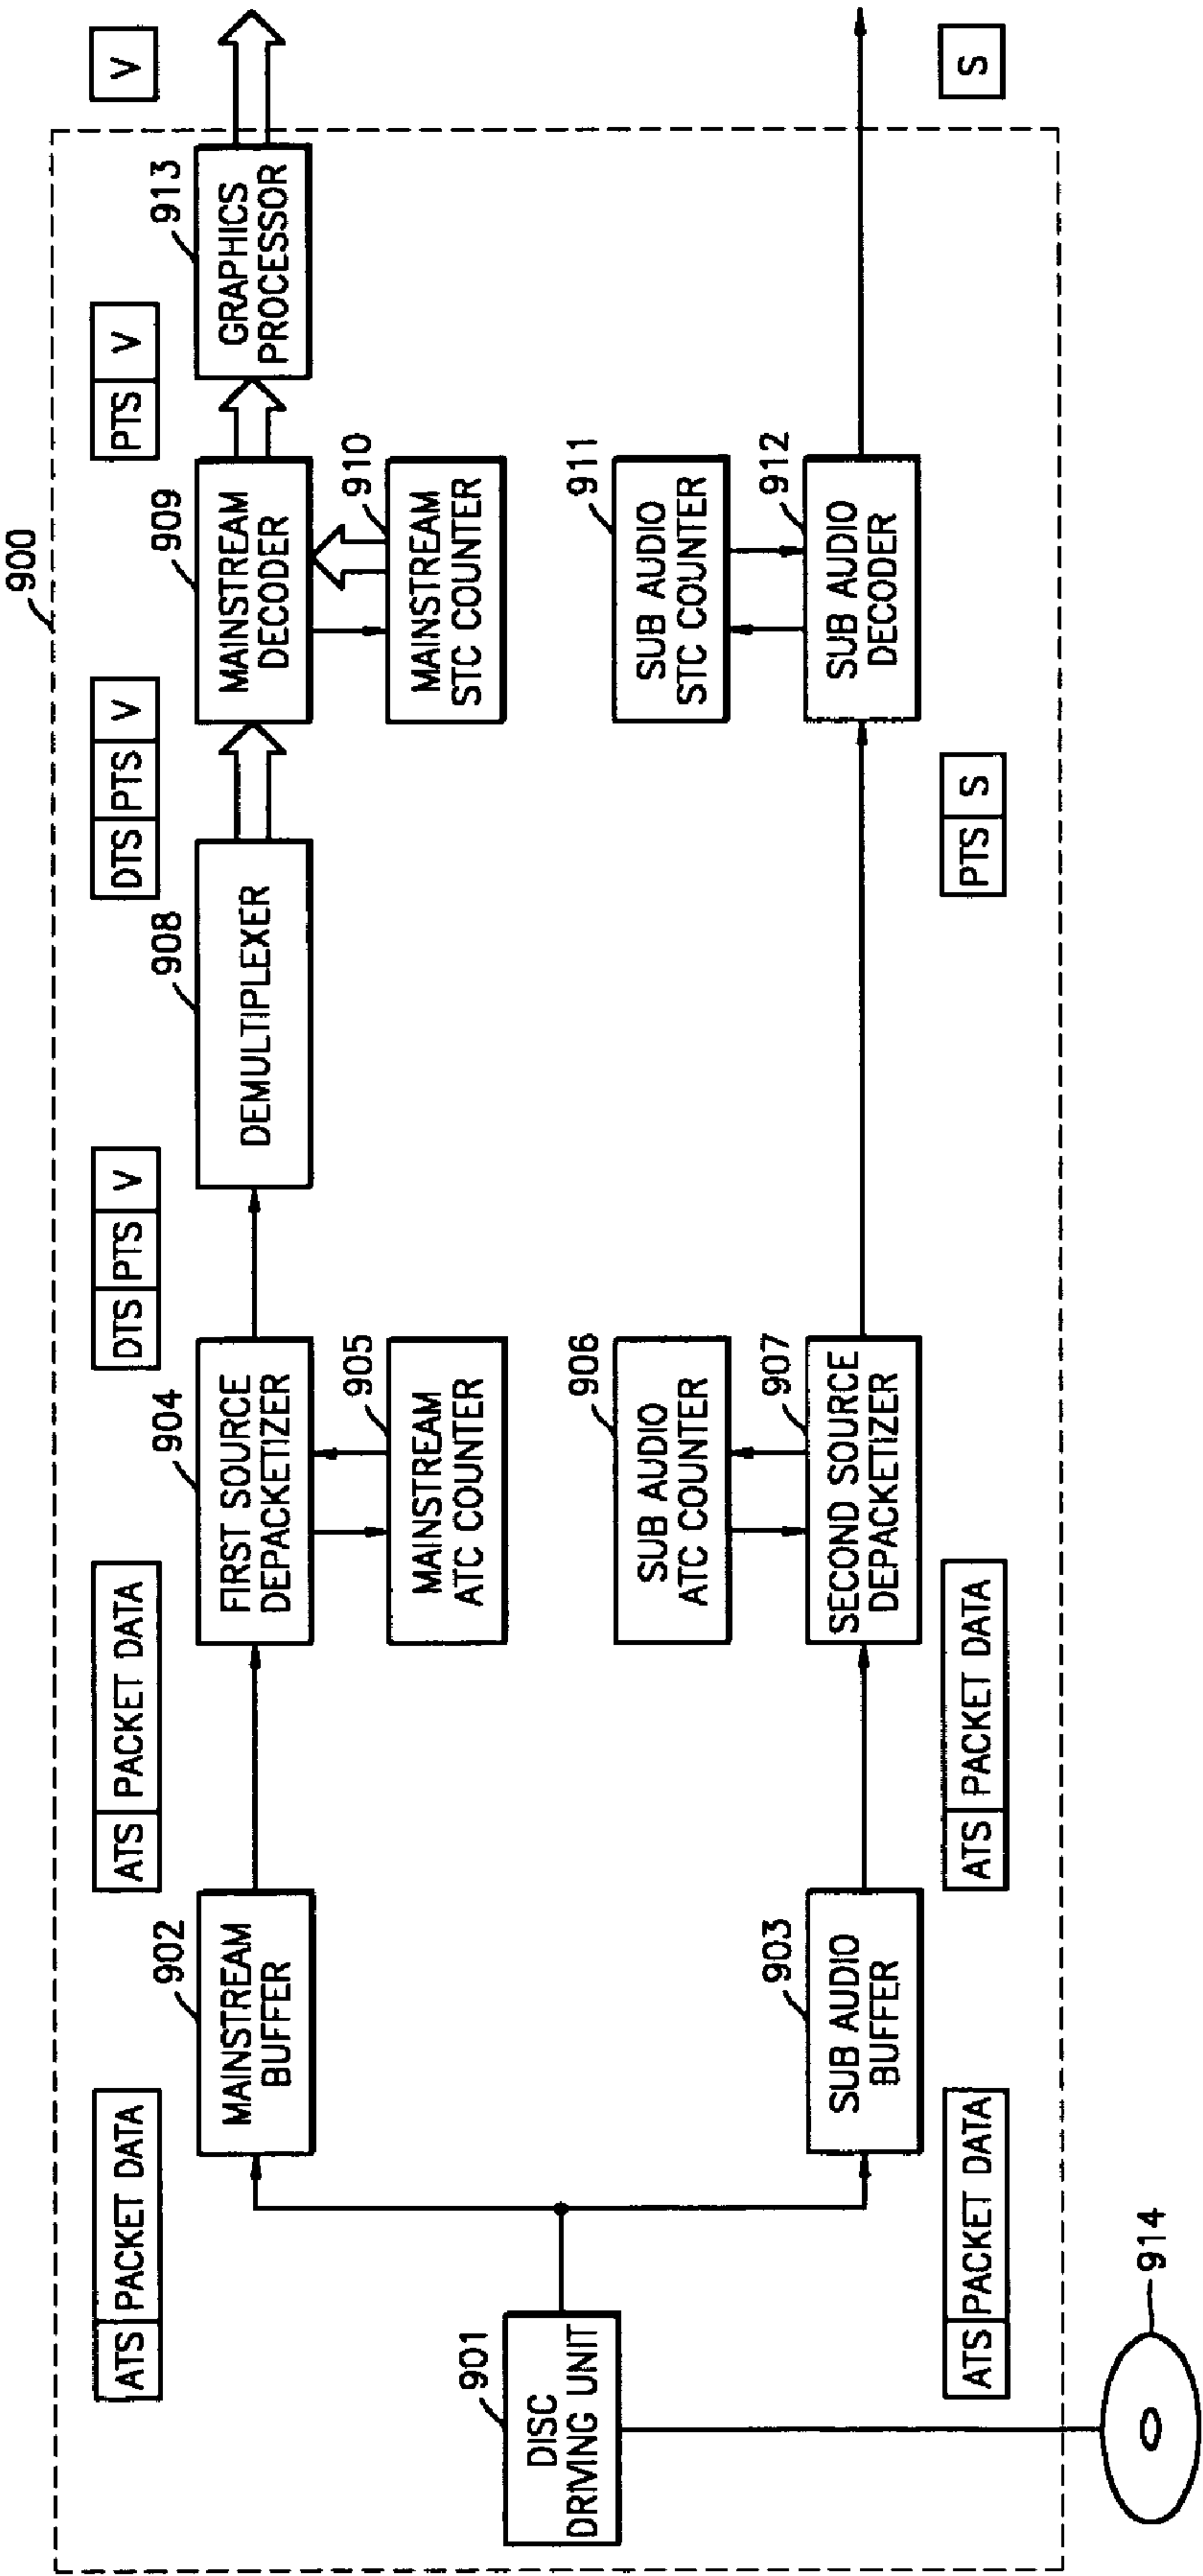 900
ATS PACKET DATA
ATS PACKET DATA
DTS PTS V
DTS PTS V
PTS V
V
902
MAINSTREAM
BUFFER
904
FIRST SOURCE
DEPACKETIZER
908
DEMULTIPLEXER
909
MAINSTREAM
DECODER
913
GRAPHICS
PROCESSOR
905
MAINSTREAM
ATC COUNTER
910
MAINSTREAM
STC COUNTER
901
DISC
DRIVING UNIT
906
SUB AUDIO
ATC COUNTER
911
SUB AUDIO
STC COUNTER
903
SUB AUDIO
BUFFER
907
SECOND SOURCE
DEPACKETIZER
912
SUB AUDIO
DECODER
ATS PACKET DATA
ATS PACKET DATA
PTS S
S
914